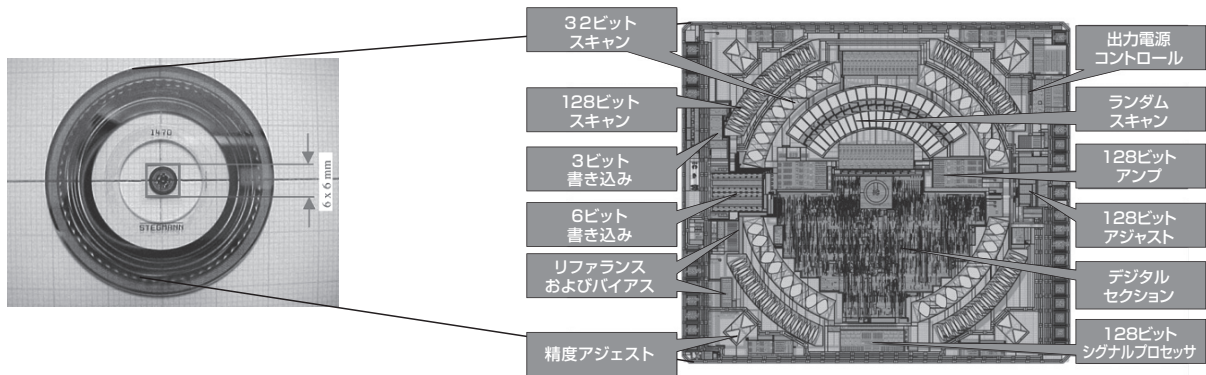 1470
STEGMANN
6 x 6 mm
32ビット
スキャン
128ビット
スキャン
3ビット
書き込み
6ビット
書き込み
リファランス
およびバイアス
精度アジェスト
出力電源
コントロール
ランダム
スキャン
128ビット
アンプ
128ビット
アジャスト
デジタル
セクション
128ビット
シグナルプロセッサ